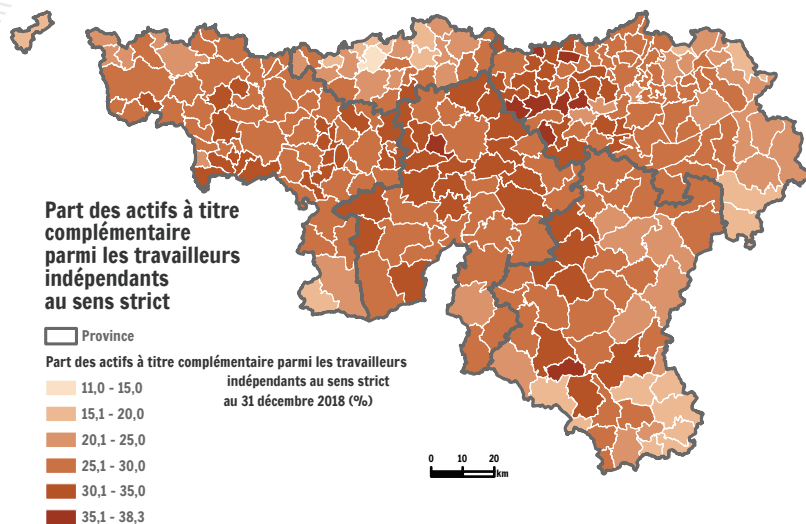 Part des actifs à titre
complémentaire
parmi les travailleurs
indépendants
au sens strict
Province
Part des actifs à titre complémentaire parmi les travailleurs
indépendants au sens strict
au 31 décembre 2018 (%)
11,0 - 15,0
15,1 - 20,0
20,1 - 25,0
25,1 - 30,0
30,1 - 35,0
35,1 - 38,3
0 10 20
km